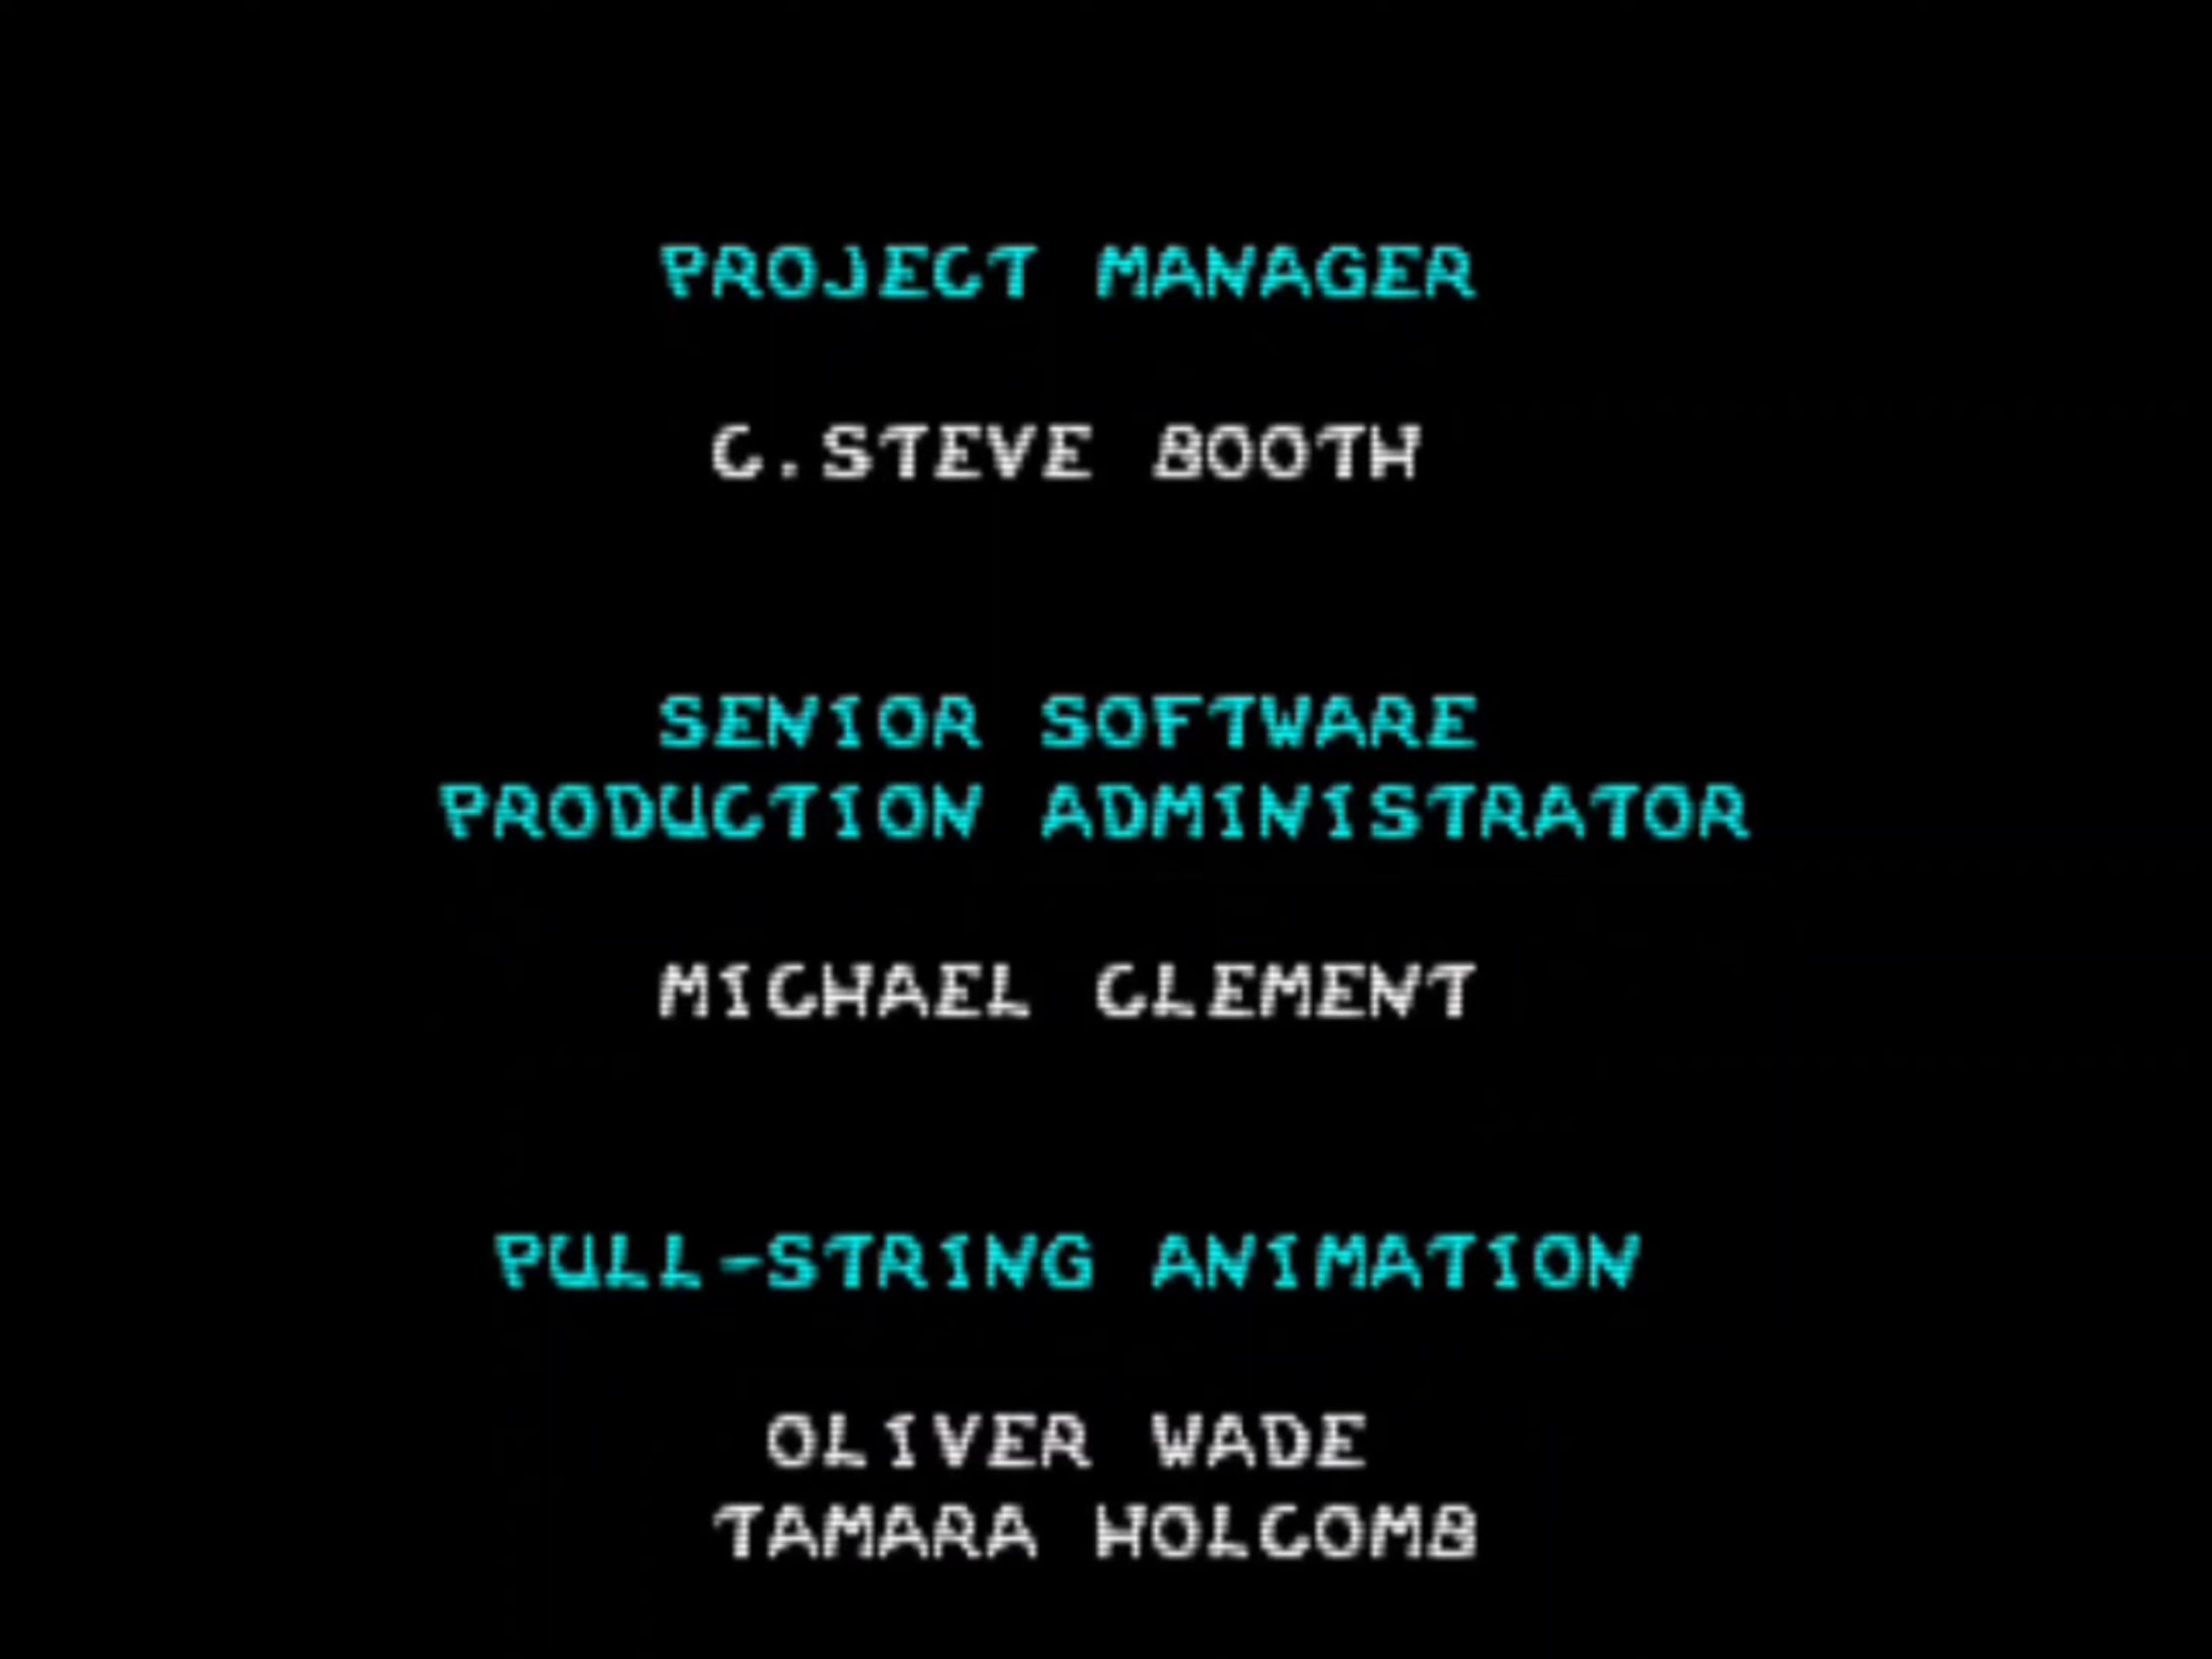 PROJECT MANAGER
C.STEVE BOOTH
SENIOR SOFTWARE
PRODUCTION ADMINISTRATOR
MICHAEL CLEMENT
PULL-STRING ANIMATION
OLIVER WADE
TAMARA HOLCOMB